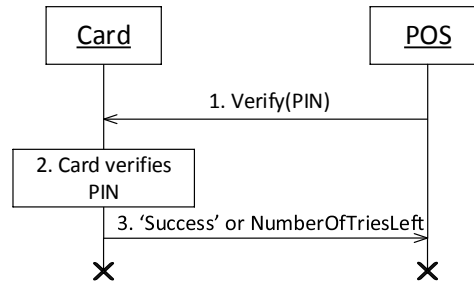 Card
POS
1. Verify(PIN)
2. Card verifies
PIN
3. ‘Success’ or NumberOfTriesLeft